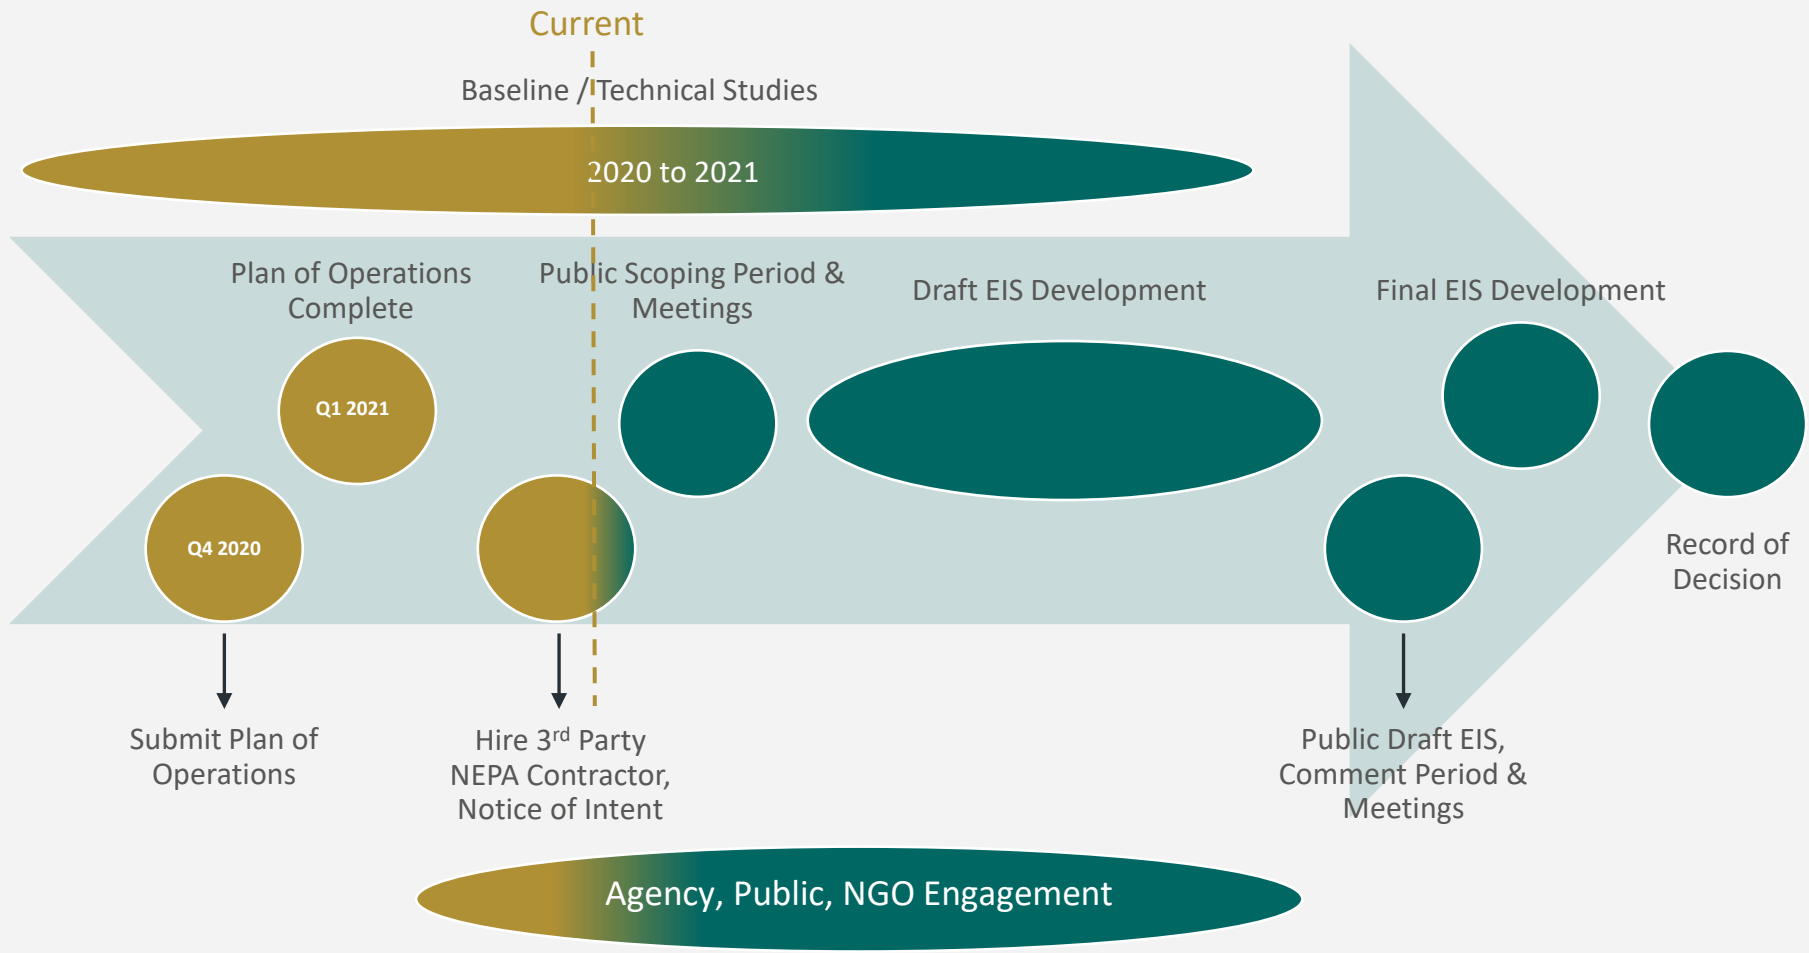 Current
Baseline / Technical Studies
2020 to 2021
Plan of Operations
Complete
Public Scoping Period &
Meetings
Draft EIS Development
Final EIS Development
Q1 2021
Q4 2020
Record of
Decision
Submit Plan of
Operations
Hire 3rd Party
NEPA Contractor,
Notice of Intent
Public Draft EIS,
Comment Period &
Meetings
Agency, Public, NGO Engagement